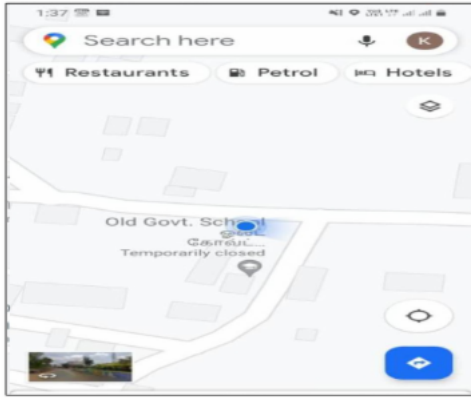 1:37
Search here
K
Restaurants
Petrol
Hotels
Old Govt. School
கோவ்ட்...
Temporarily closed